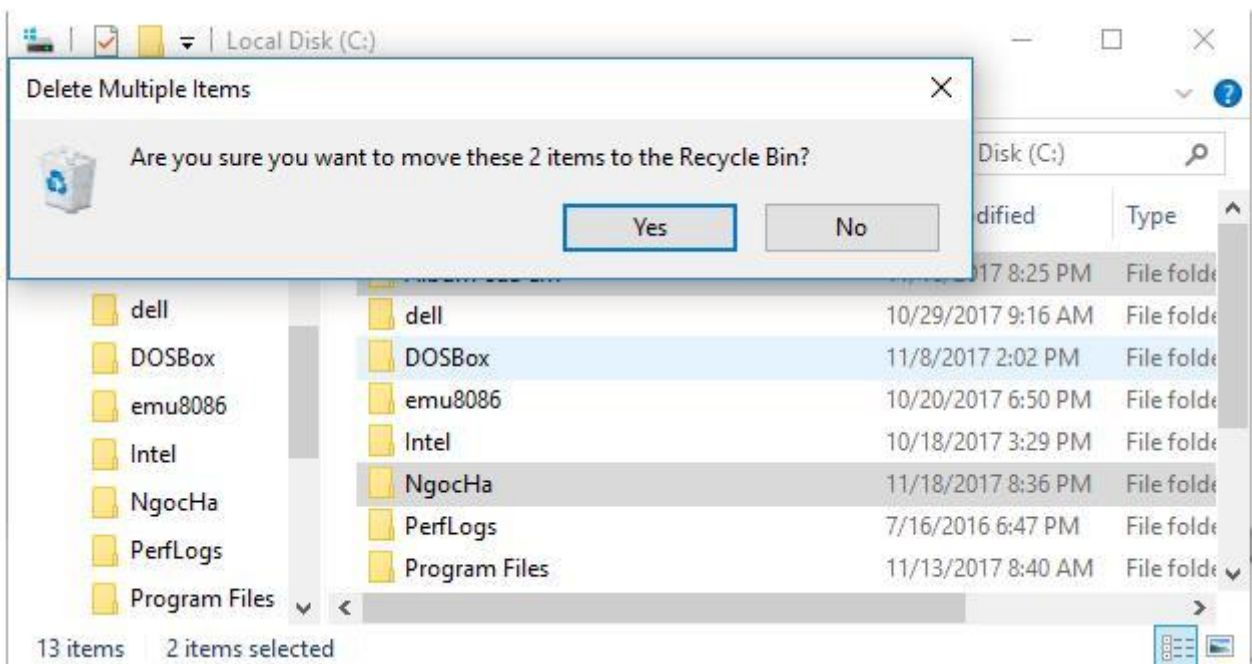 Local Disk (C:)
Delete Multiple Items
Are you sure you want to move these 2 items to the Recycle Bin?
Yes No
Disk (C:)
dified Type
17 8:25 PM File folde
dell
DOSBox
emu8086
Intel
NgocHa
PerfLogs
Program Files
dell 10/29/2017 9:16 AM File folde
DOSBox 11/8/2017 2:02 PM File folde
emu8086 10/20/2017 6:50 PM File folde
Intel 10/18/2017 3:29 PM File folde
NgocHa 11/18/2017 8:36 PM File folde
PerfLogs 7/16/2016 6:47 PM File folde
Program Files 11/13/2017 8:40 AM File folde
13 items 2 items selected